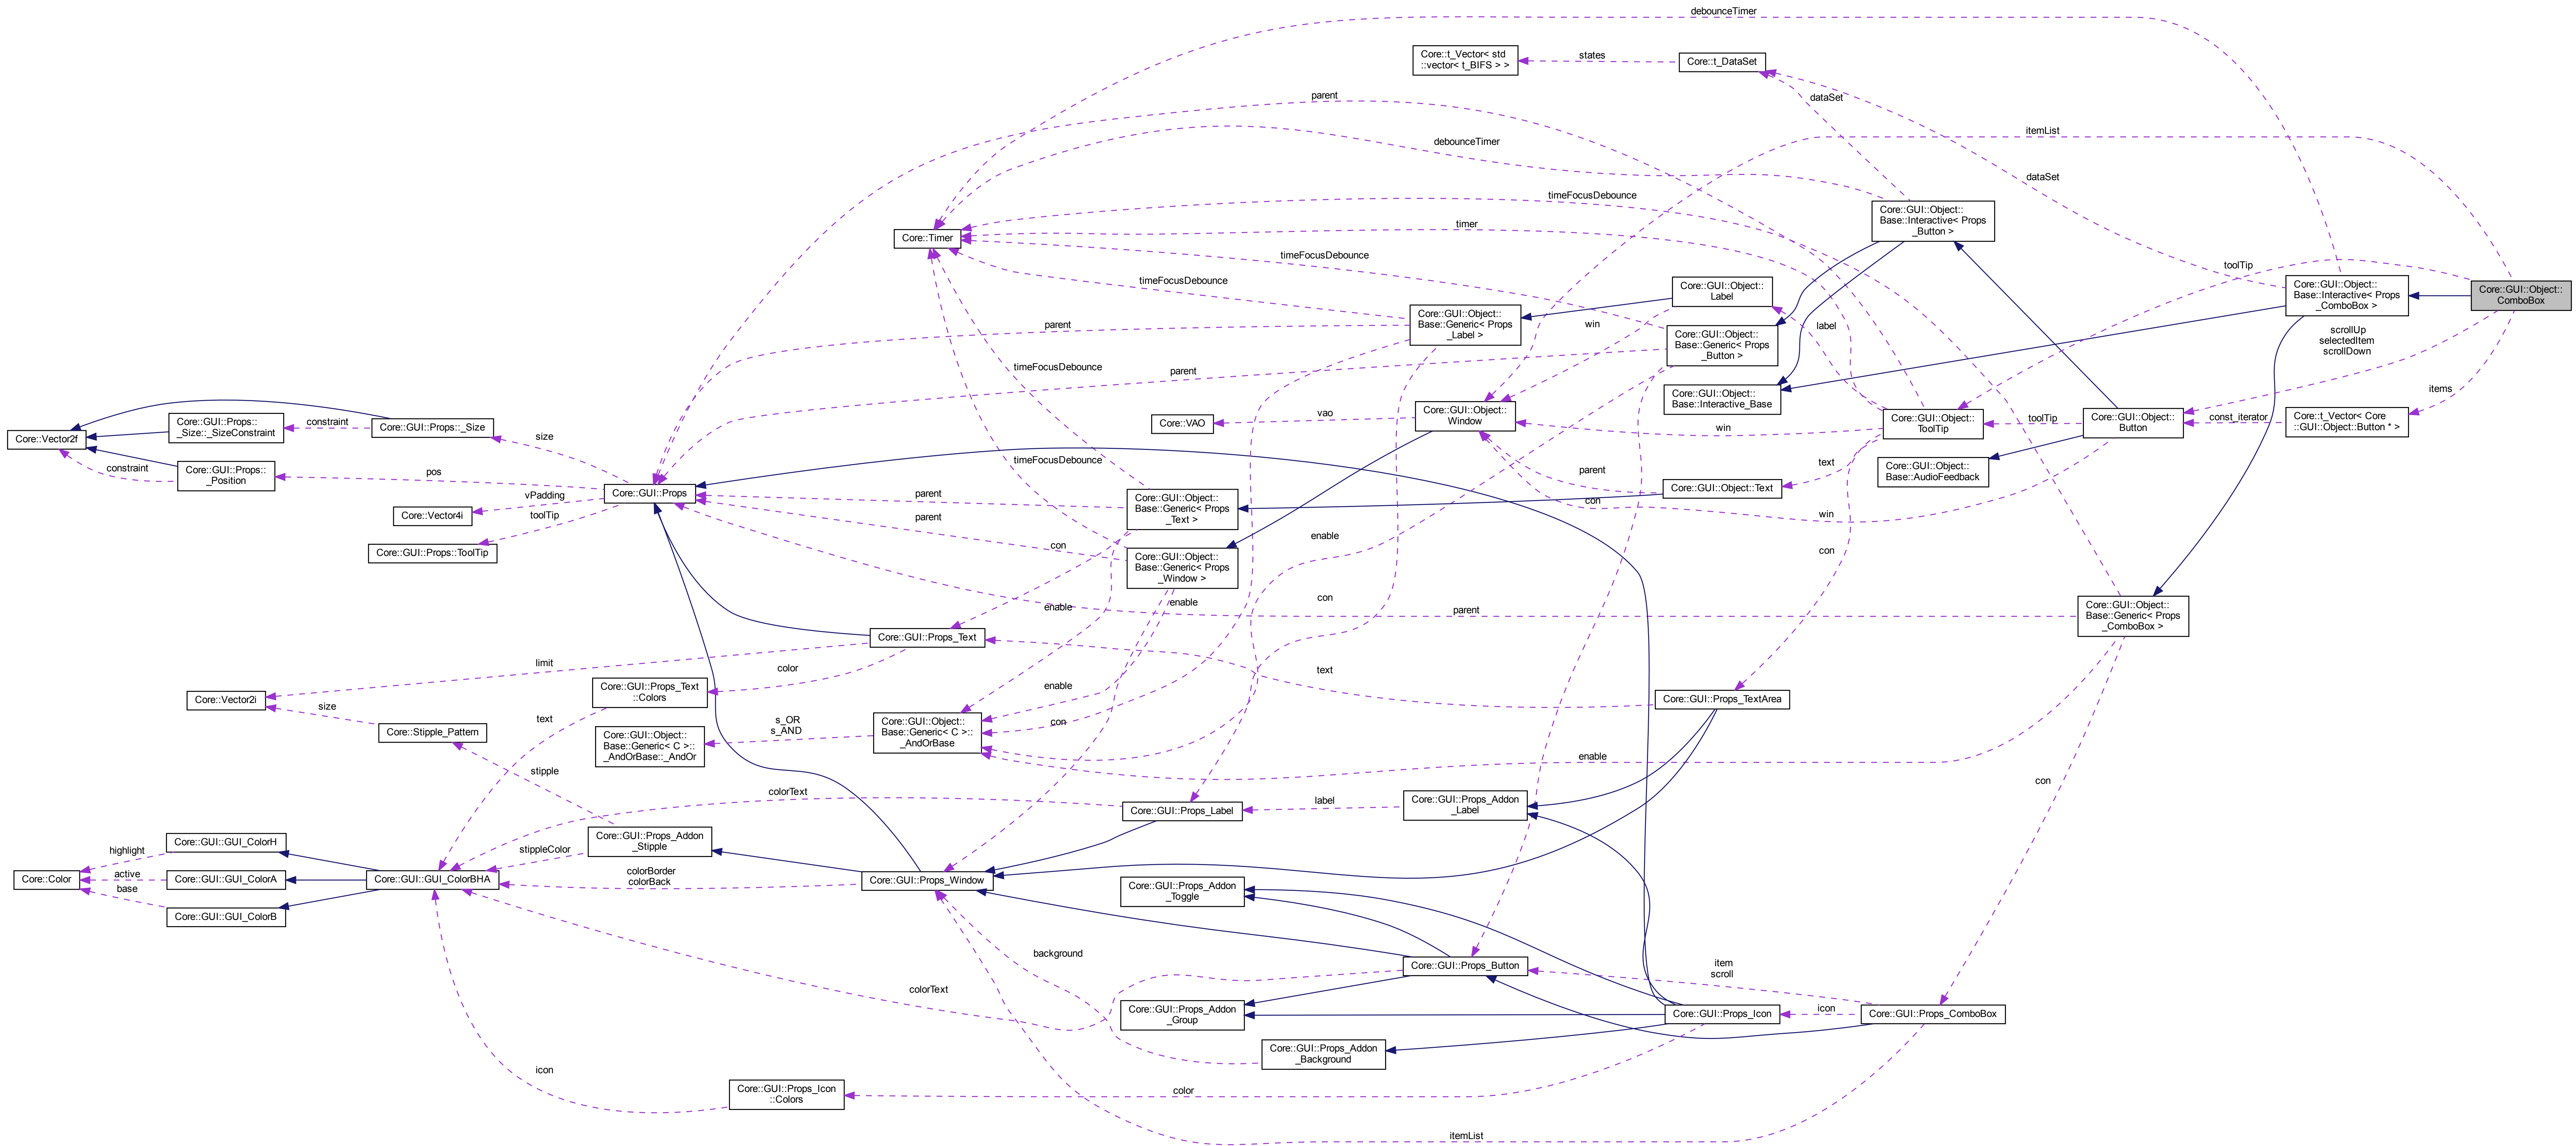 debounceTimer
Core::t_Vector< std
::vector< t_BIFS > >
states
Core::t_DataSet
parent
dataSet
itemList
debounceTimer
dataSet
timeFocusDebounce
Core::GUI::Object::
Base::Interactive< Props
_Button >
timer
Core::Timer
timeFocusDebounce
toolTip
timeFocusDebounce
Core::GUI::Object::
Label
Core::GUI::Object::
Base::Interactive< Props
_ComboBox >
Core::GUI::Object::
ComboBox
Core::GUI::Object::
Base::Generic< Props
_Label >
parent
win
label
Core::GUI::Object::
Base::Generic< Props
_Button >
scrollUp
selectedItem
scrollDown
timeFocusDebounce
parent
Core::GUI::Object::
Base::Interactive_Base
items
Core::Vector2f
Core::GUI::Props::
_Size::_SizeConstraint
constraint
Core::GUI::Props::_Size
size
vao
Core::VAO
Core::GUI::Object::
Window
win
Core::GUI::Object::
ToolTip
toolTip
Core::GUI::Object::
Button
const_iterator
Core::t_Vector< Core
::GUI::Object::Button * >
constraint
Core::GUI::Props::
_Position
pos
timeFocusDebounce
parent
text
Core::GUI::Object::
Base::AudioFeedback
vPadding
Core::Vector4i
Core::GUI::Props
parent
Core::GUI::Object::
Base::Generic< Props
_Text >
Core::GUI::Object::Text
con
win
toolTip
Core::GUI::Props::ToolTip
parent
con
enable
con
Core::GUI::Object::
Base::Generic< Props
_Window >
enable
enable
con
parent
Core::GUI::Object::
Base::Generic< Props
_ComboBox >
Core::GUI::Props_Text
limit
color
text
Core::Vector2i
size
Core::GUI::Props_Text
::Colors
enable
Core::GUI::Props_TextArea
text
Core::Stipple_Pattern
s_OR
s_AND
Core::GUI::Object::
Base::Generic< C >::
_AndOrBase
con
Core::GUI::Object::
Base::Generic< C >::
_AndOrBase::_AndOr
enable
stipple
con
colorText
Core::GUI::Props_Label
label
Core::GUI::Props_Addon
_Label
highlight
Core::GUI::GUI_ColorH
Core::GUI::Props_Addon
_Stipple
stippleColor
Core::Color
active
Core::GUI::GUI_ColorA
Core::GUI::GUI_ColorBHA
colorBorder
colorBack
Core::GUI::Props_Window
base
Core::GUI::GUI_ColorB
Core::GUI::Props_Addon
_Toggle
background
Core::GUI::Props_Button
item
scroll
colorText
Core::GUI::Props_Addon
_Group
Core::GUI::Props_Icon
icon
Core::GUI::Props_ComboBox
Core::GUI::Props_Addon
_Background
icon
Core::GUI::Props_Icon
::Colors
color
itemList